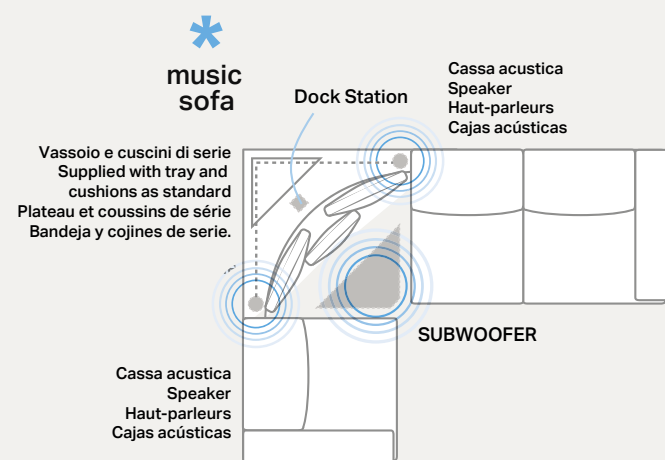 *
music
sofa
Dock Station
Cassa acustica
Speaker
Haut-parleurs
Cajas acústicas
Vassoio e cuscini di serie
Supplied with tray and
cushions as standard
Plateau et coussins de série
Bandeja y cojines de serie.
SUBWOOFER
Cassa acustica
Speaker
Haut-parleurs
Cajas acústicas